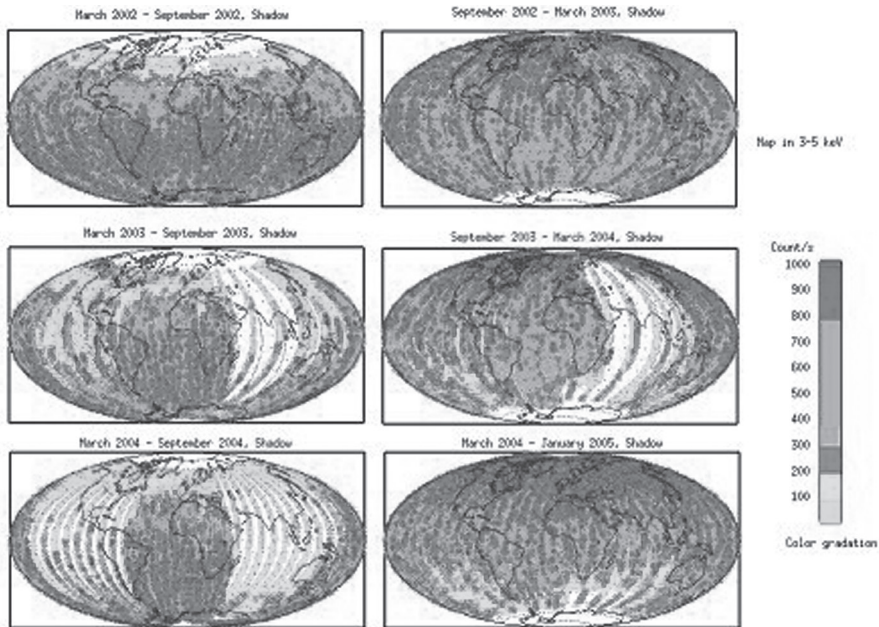 March 2002 - September 2002, Shadow
September 2002 - March 2003, Shadow
Map in 3-5 keV
March 2003 - September 2003, Shadow
September 2003 - March 2004, Shadow
Count/s
1000
900
800
700
600
500
400
300
200
100
Color gradation
March 2004 - September 2004, Shadow
March 2004 - January 2005, Shadow